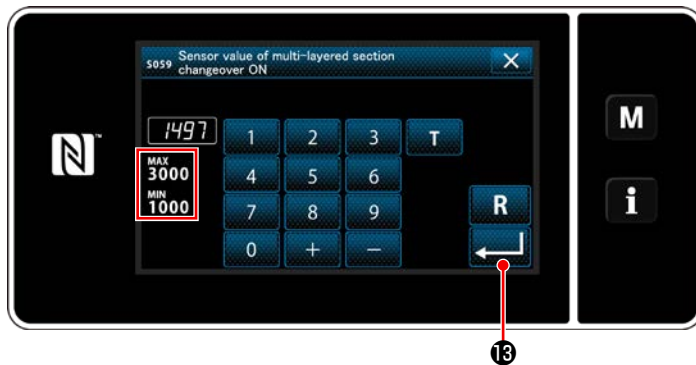 S059 Sensor value of multi-layered section
changeover ON
1497
MAX
3000
MIN
1000
1 2 3 T
4 5 6
7 8 9 R
0 + −
M
i
N
⓭